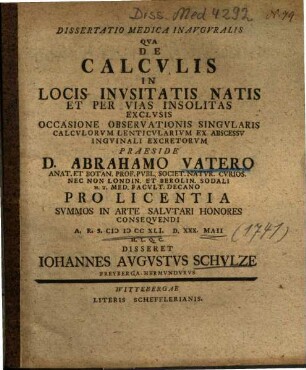 Diss. Med 4292
Nº 79
DISSERTATIO MEDICA INAVGVRALIS
QVA
DE
CALCVLIS
IN
LOCIS INVSITATIS NATIS
ET PER VIAS INSOLITAS
EXCLVSIS
OCCASIONE OBSERVATIONIS SINGVLARIS
CALCVLORVM LENTICVLARIVM EX ABSCESSV
INGVINALI EXCRETORVM
PRAESIDE
D. ABRAHAMO VATERO
ANAT. ET BOTAN. PROF. PVBL. SOCIET. NATVR. CVRIOS.
NEC NON LONDIN. ET BEROLIN. SODALI
MED. FACVLT. DECANO
PRO LICENTIA
SVMMOS IN ARTE SALVTARI HONORES
CONSEQVENDI
A. R. S. CIƆ IƆ CC XLI. D. XXX. MAII
(1741)
H. L. Q. C.
DISSERET
IOHANNES AVGVSTVS SCHVLZE
FREYBERGA-HERMVNDVRVS
WITTEBERGAE
LITERIS SCHEFFLERIANIS.